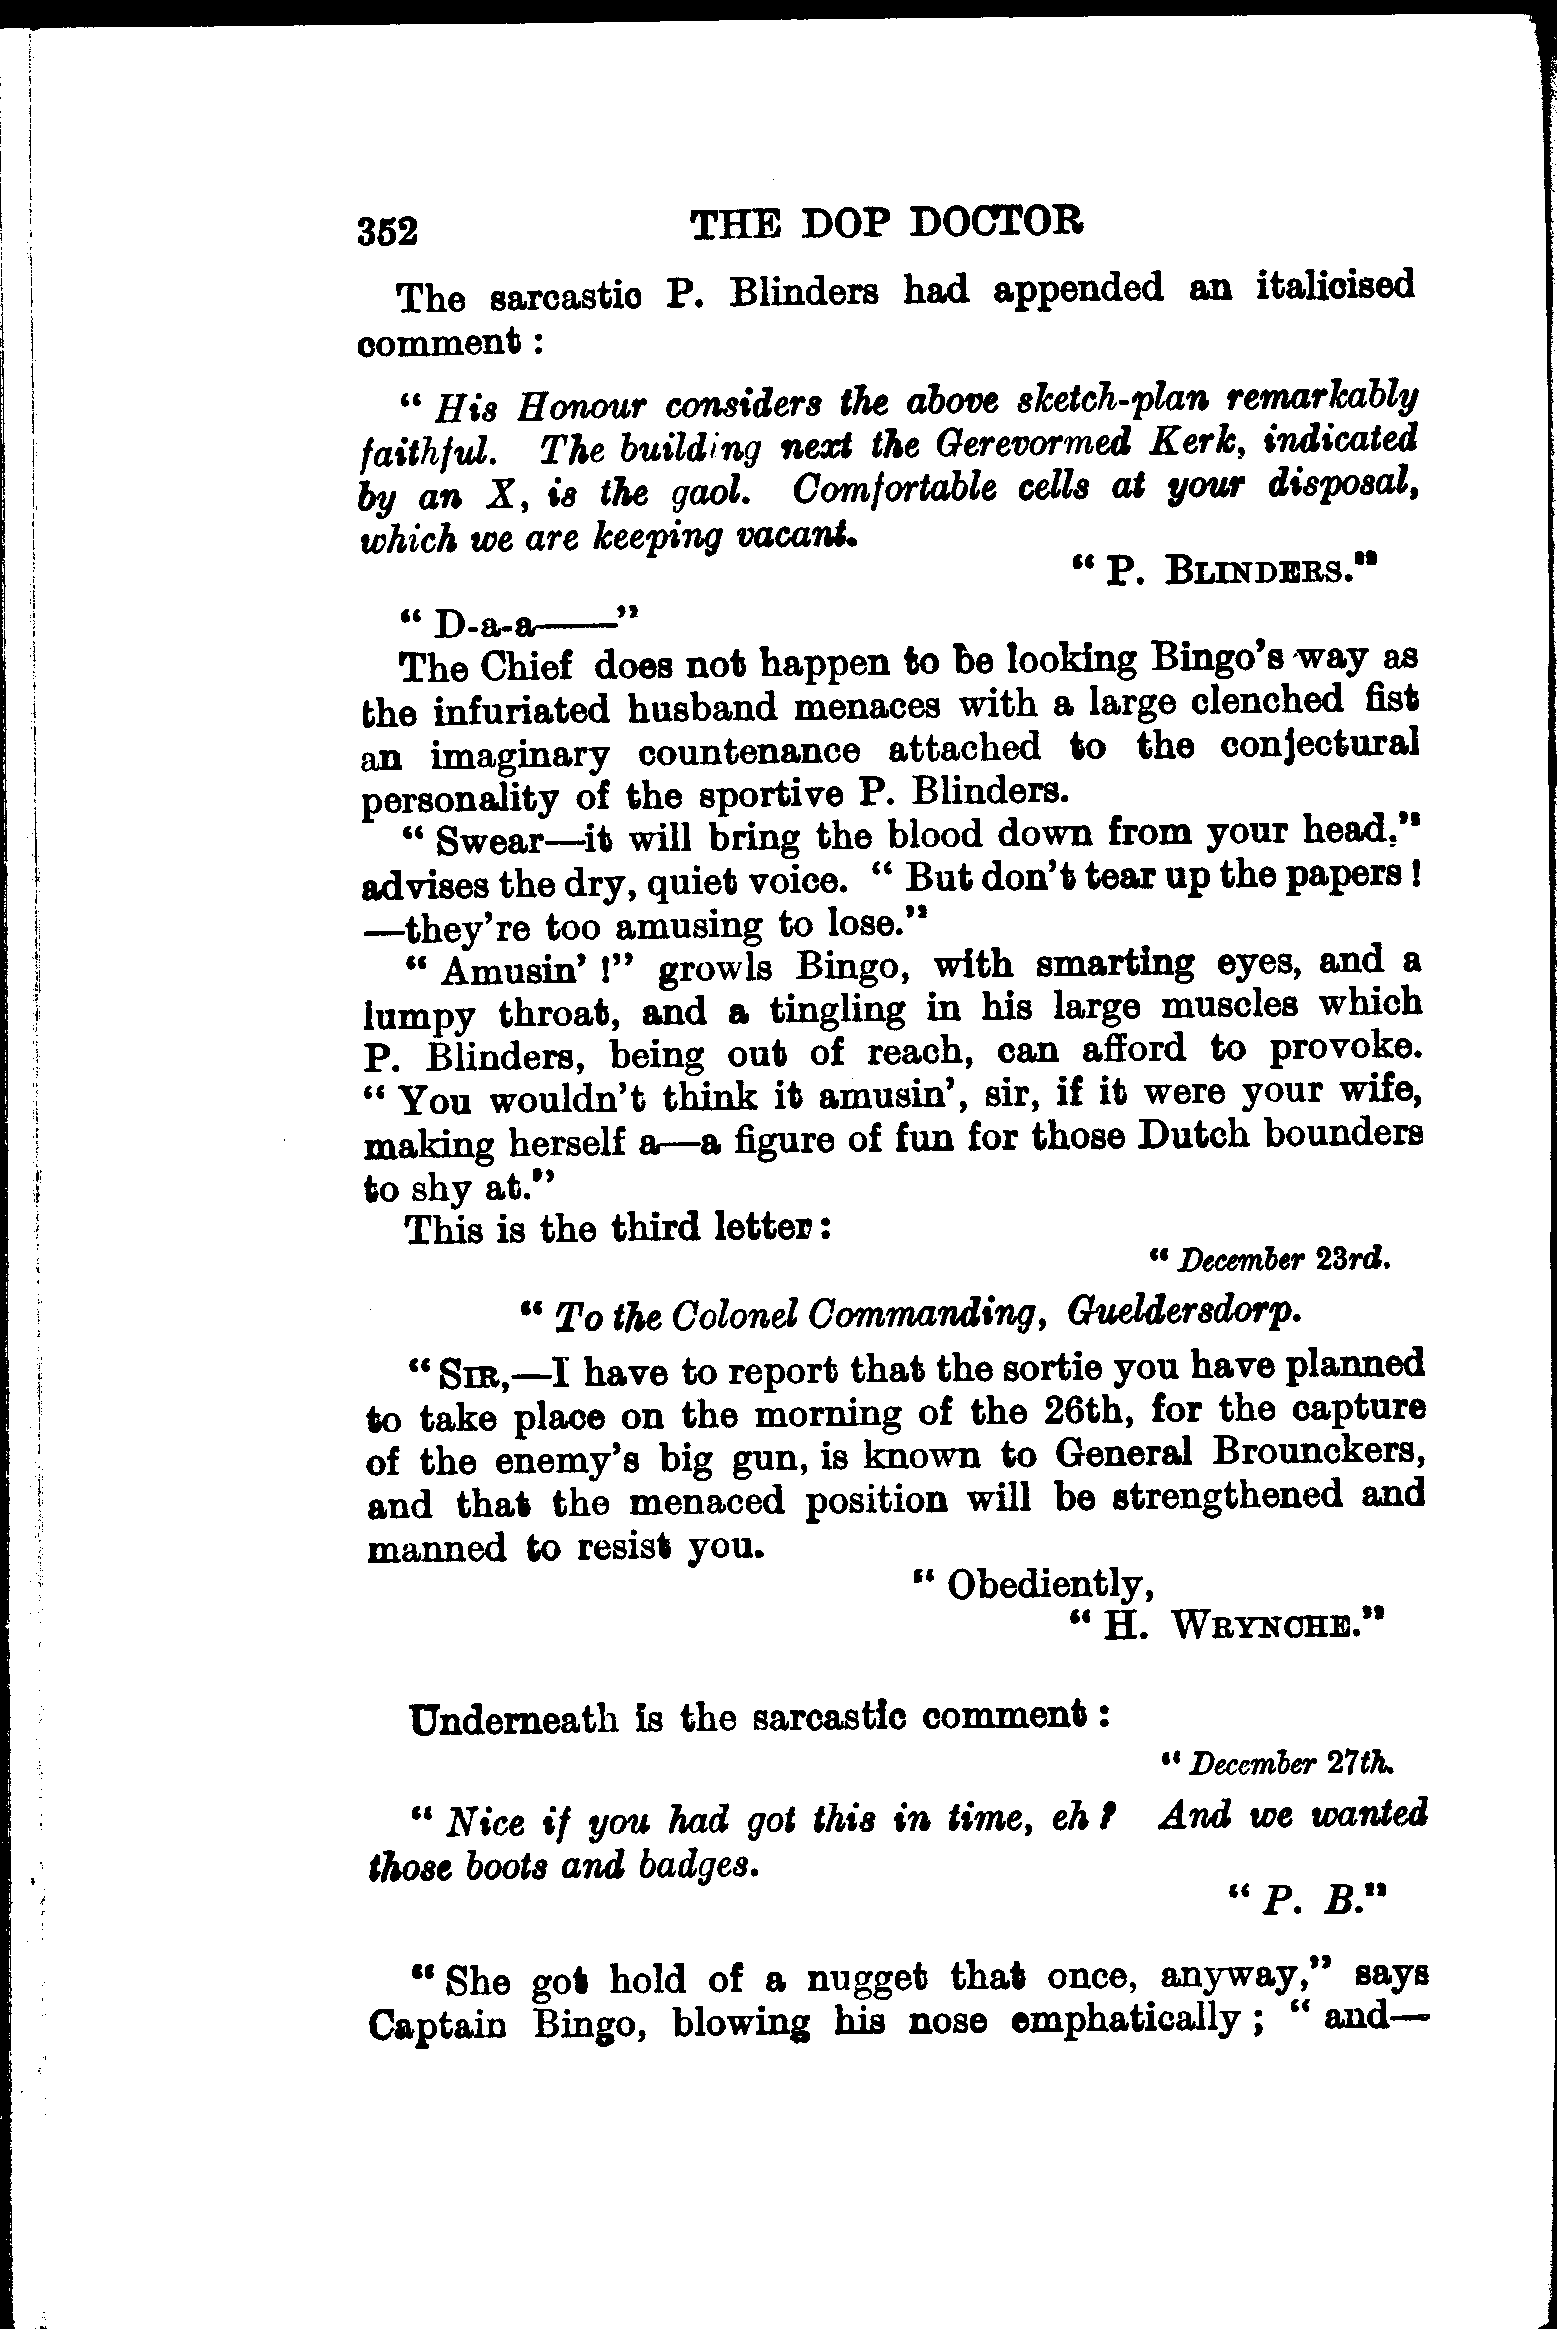 352 THE DOP DOCTOR
The sarcastic P. Blinders had appended an italicised
comment :
“ His Honour considers the above sketch-plan remarkably
faithful. The building next the Gerevormed Kerk, indicated
by an X, is the gaol. Comfortable cells at your disposal,
which we are keeping vacant.
“ P. BLINDERS.”
“ D-a-a——”
The Chief does not happen to be looking Bingo’s way as
the infuriated husband menaces with a large clenched fist
an imaginary countenance attached to the conjectural
personality of the sportive P. Blinders.
“ Swear—it will bring the blood down from your head,”
advises the dry, quiet voice. “ But don’t tear up the papers !
—they’re too amusing to lose.”
“ Amusin’ !” growls Bingo, with smarting eyes, and a
lumpy throat, and a tingling in his large muscles which
P. Blinders, being out of reach, can afford to provoke.
“ You wouldn’t think it amusin’, sir, if it were your wife,
making herself a—a figure of fun for those Dutch bounders
to shy at.”
This is the third letter :
“ December 23rd.
“ To the Colonel Commanding, Gueldersdorp.
“ SIR,—I have to report that the sortie you have planned
to take place on the morning of the 26th, for the capture
of the enemy’s big gun, is known to General Brounckers,
and that the menaced position will be strengthened and
manned to resist you.
“ Obediently,
“ H. WRYNCHE.”
Underneath is the sarcastic comment :
“ December 27th.
“ Nice if you had got this in time, eh ? And we wanted
those boots and badges.
“ P. B.”
“ She got hold of a nugget that once, anyway,” says
Captain Bingo, blowing his nose emphatically ; “ and—